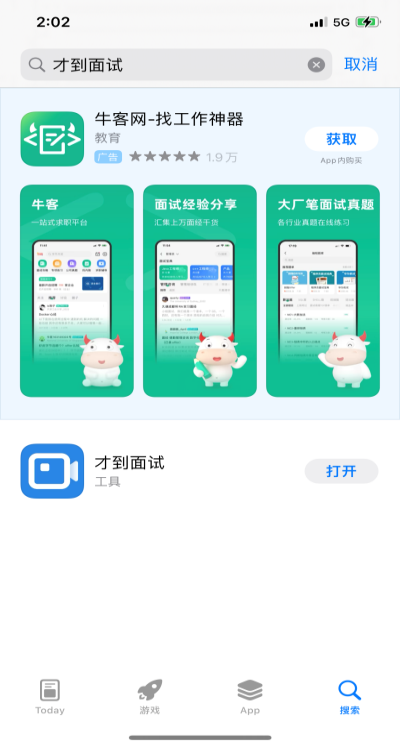 2:02
5G
才到面试
取消
牛客网-找工作神器
教育
广告
1.9万
获取
App内购买
牛客
一站式求职平台
面试经验分享
汇集上万面经干货
大厂笔面试真题
各行业真题在线练习
才到面试
工具
打开
Today
游戏
App
搜索